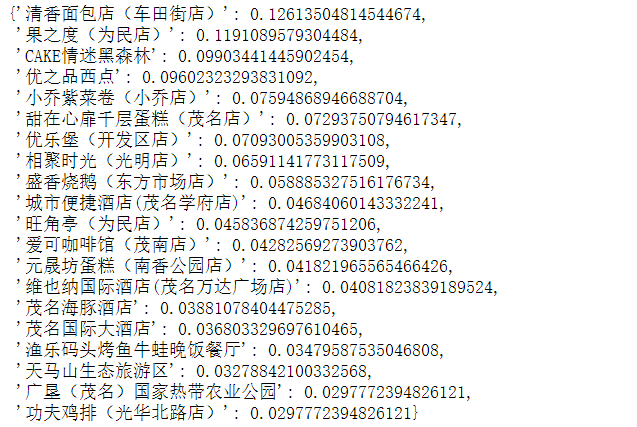 {'清香面包店（车田街店）': 0.12613504814544674,
'果之度（为民店）': 0.1191089579304484,
'CAKE情迷黑森林': 0.09903441445902454,
'优之品西点': 0.09602323293831092,
'小乔紫菜卷（小乔店）': 0.07594868946688704,
'甜在心扉千层蛋糕（茂名店）': 0.07293750794617347,
'优乐堡（开发区店）': 0.07093005359903108,
'相聚时光（光明店）': 0.06591141773117509,
'盛香烧鹅（东方市场店）': 0.058885327516176734,
'城市便捷酒店(茂名学府店)': 0.04684060143332241,
'旺角亭（为民店）': 0.045836874259751206,
'爱可咖啡馆（茂南店）': 0.04282569273903762,
'元晟坊蛋糕（南香公园店）': 0.041821965565466426,
'维也纳国际酒店(茂名万达广场店)': 0.04081823839189524,
'茂名海豚酒店': 0.03881078404475285,
'茂名国际大酒店': 0.036803329697610465,
'渔乐码头烤鱼牛蛙晚饭餐厅': 0.03479587535046808,
'天马山生态旅游区': 0.03278842100332568,
'广垦（茂名）国家热带农业公园': 0.0297772394826121,
'功夫鸡排（光华北路店）': 0.0297772394826121}